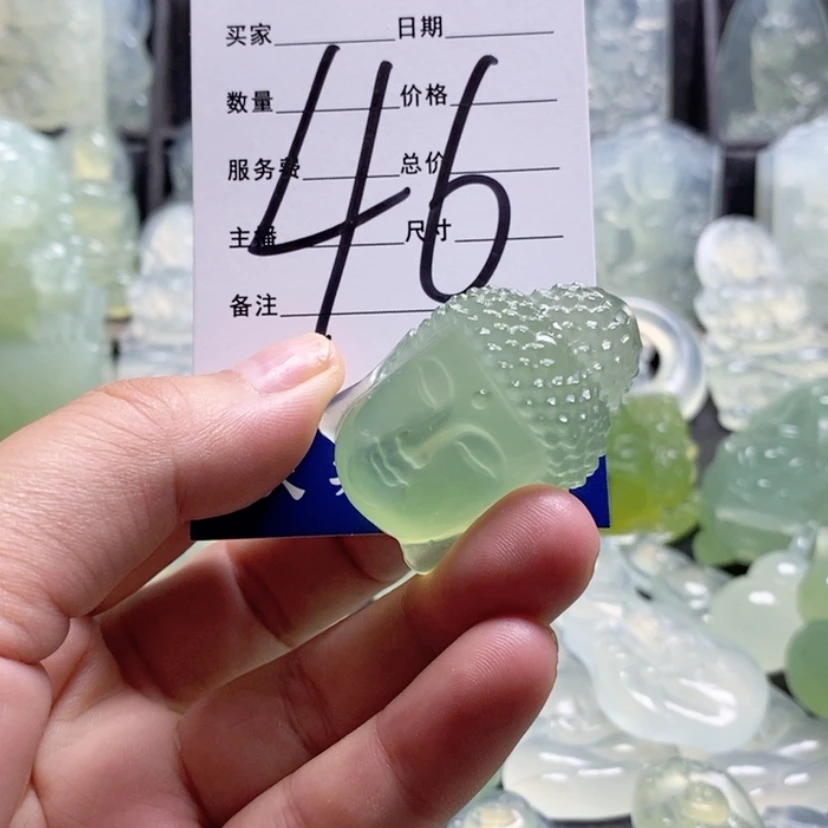 买家 日期
数量 价格
服务费 总价
主播 尺寸
备注
46